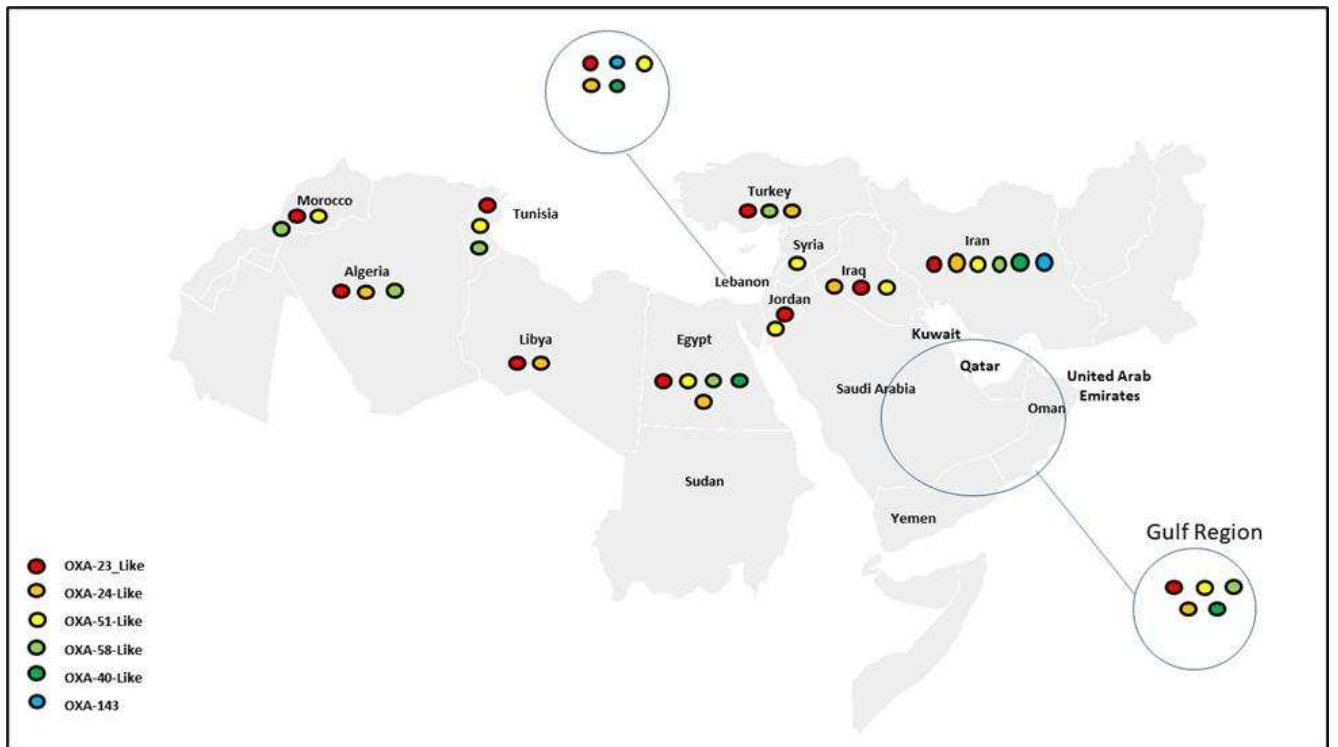 Morocco
Tunisia
Turkey
Syria
Iran
Algeria
Lebanon
Iraq
Jordan
Libya
Egypt
Kuwait
Qatar
Saudi Arabia
United Arab
Emirates
Oman
Sudan
Yemen
Gulf Region
OXA-23_Like
OXA-24-Like
OXA-51-Like
OXA-58-Like
OXA-40-Like
OXA-143